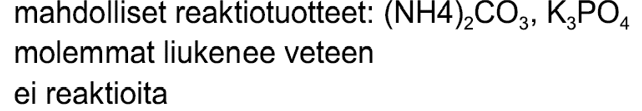 mahdolliset reaktiotuotteet: (NH4)₂CO₃, K₃PO₄
molemmat liukenee veteen
ei reaktioita